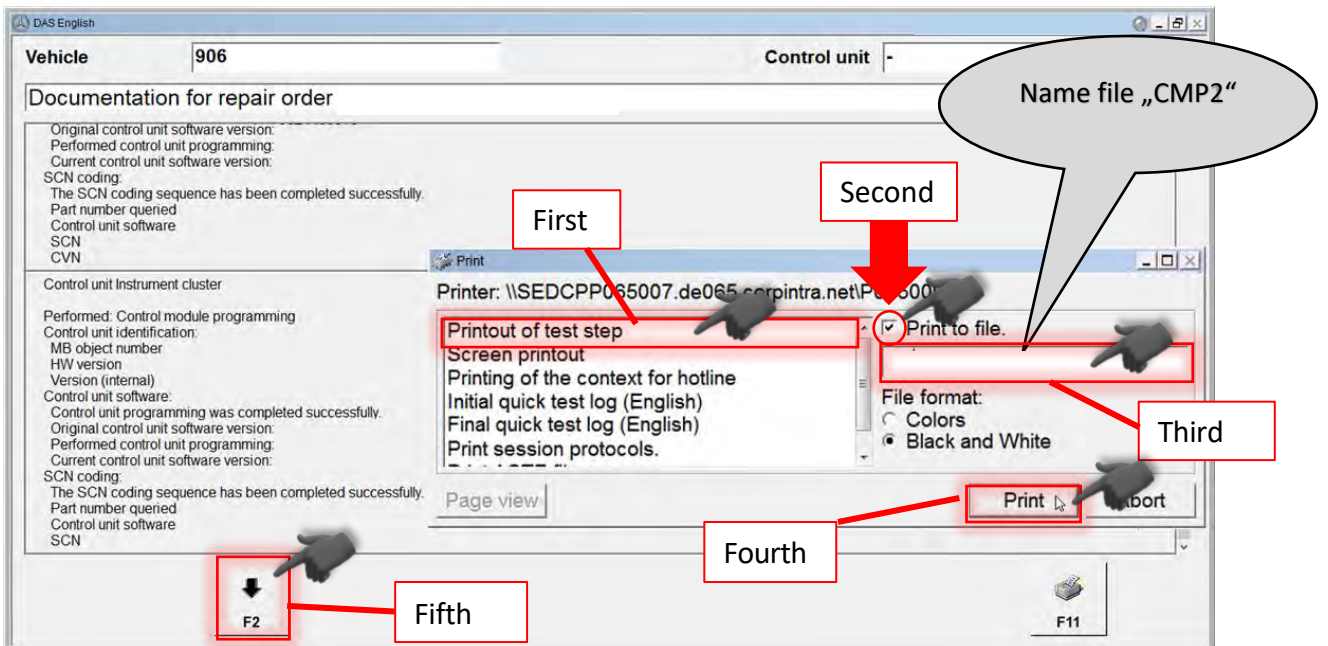 DAS English
Vehicle 906 Control unit -
Documentation for repair order
Name file „CMP2“
Original control unit software version:
Performed control unit programming:
Current control unit software version:
SCN coding:
The SCN coding sequence has been completed successfully.
Part number queried
Control unit software
SCN
CVN
Control unit Instrument cluster
Performed: Control module programming
Control unit identification:
MB object number
HW version
Version (internal)
Control unit software:
Control unit programming was completed successfully.
Original control unit software version:
Performed control unit programming:
Current control unit software version:
SCN coding:
The SCN coding sequence has been completed successfully.
Part number queried
Control unit software
SCN
First
Second
Print
Printer: \\SEDCPP065007.de065.corpintra.net\
Printout of test step
Screen printout
Printing of the context for hotline
Initial quick test log (English)
Final quick test log (English)
Print session protocols.
Print to file.
File format:
Colors
Black and White
Third
Page view
Print
Fourth
F2
Fifth
F11